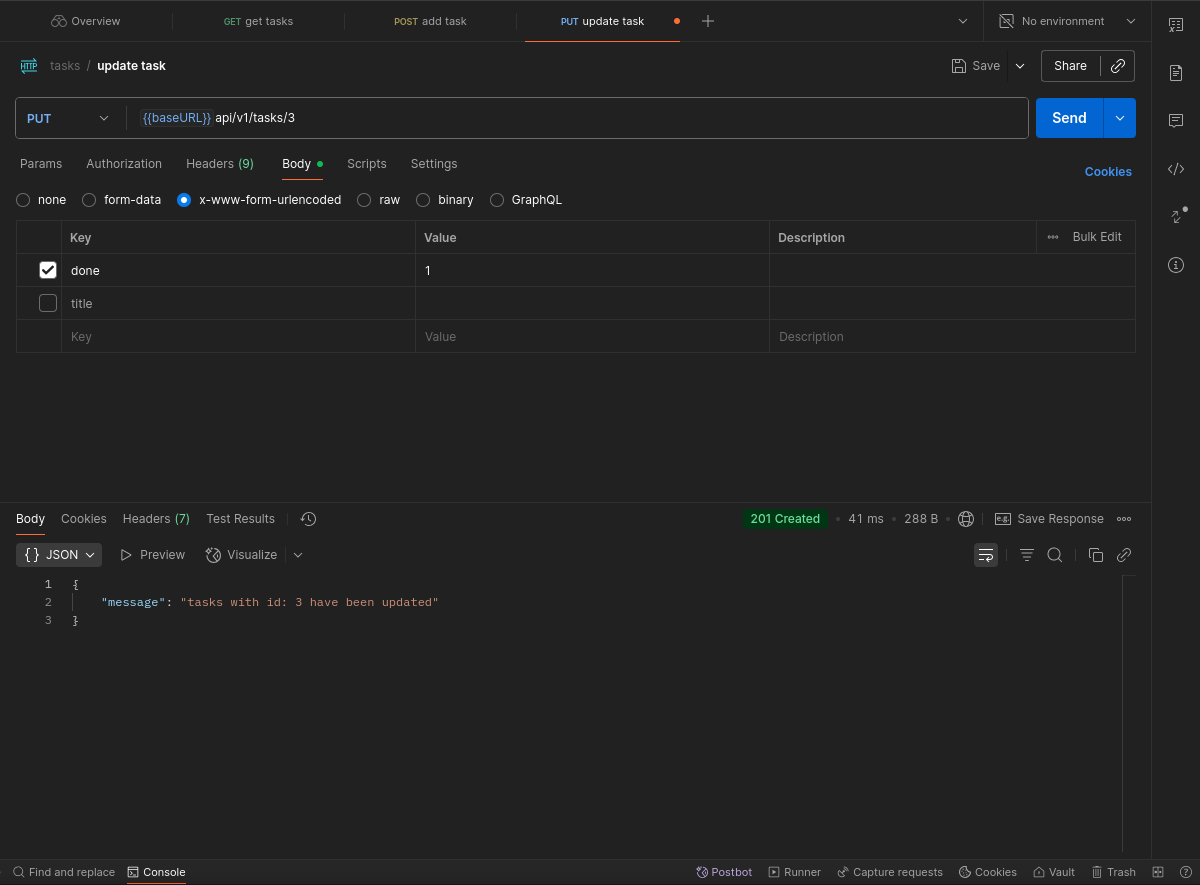 Overview GET get tasks POST add task PUT update task No environment
HTTP tasks / update task Save Share
PUT {{baseURL}} api/v1/tasks/3 Send
Params Authorization Headers (9) Body Scripts Settings Cookies
none form-data x-www-form-urlencoded raw binary GraphQL
Key Value Description Bulk Edit
done 1
title
Key Value Description
Body Cookies Headers (7) Test Results 201 Created 41 ms 288 B e.g. Save Response
{} JSON Preview Visualize
1 {
2 "message": "tasks with id: 3 have been updated"
3 }
Find and replace Console Postbot Runner Capture requests Cookies Vault Trash